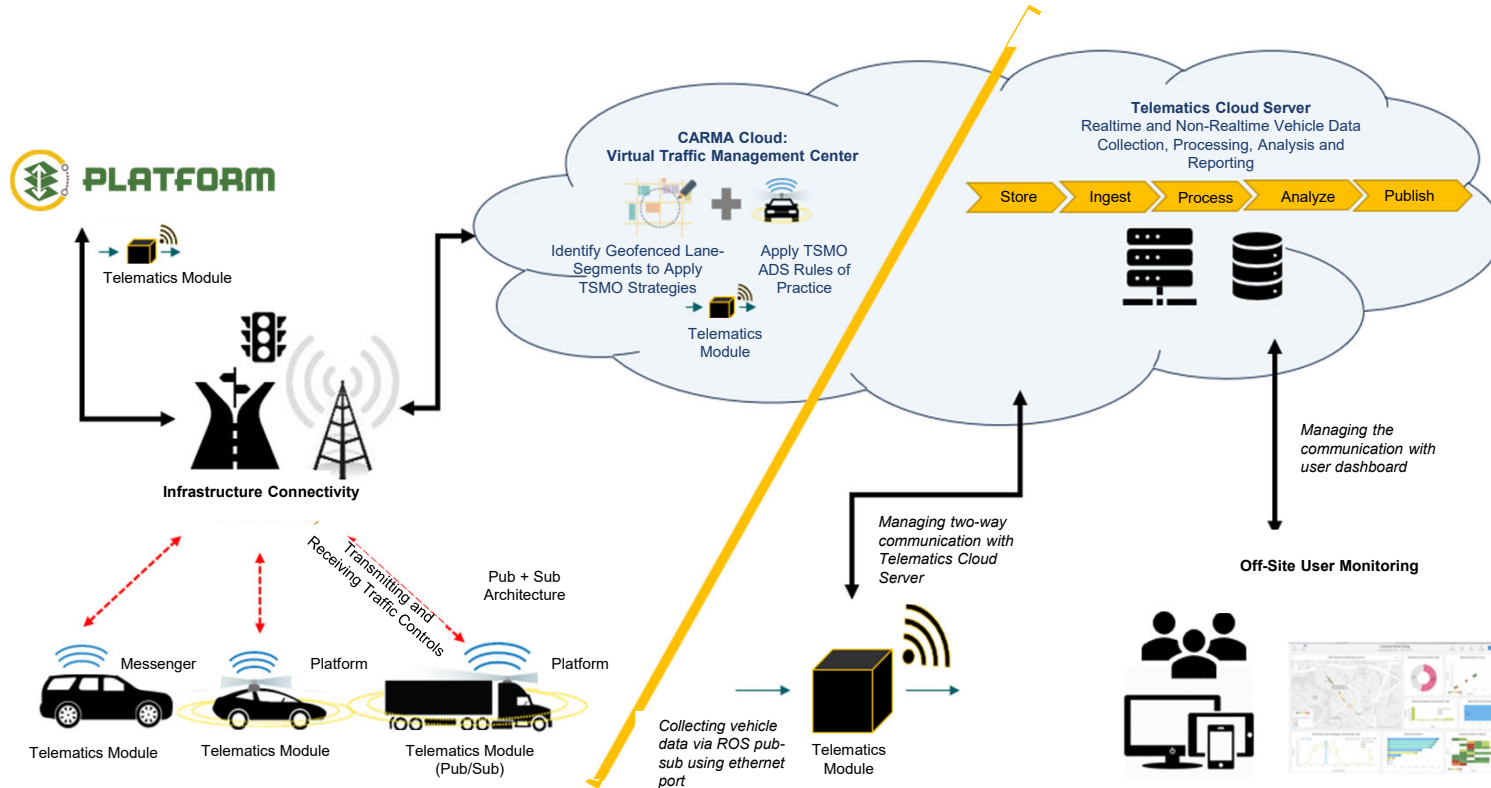 PLATFORM
Telematics Module
Infrastructure Connectivity
Transmitting and
Receiving Traffic Controls
Pub + Sub
Architecture
Messenger
Platform
Platform
Telematics Module
Telematics Module
Telematics Module
(Pub/Sub)
CARMA Cloud:
Virtual Traffic Management Center
Identify Geofenced Lane-
Segments to Apply
TSMO Strategies
Apply TSMO
ADS Rules of
Practice
Telematics
Module
Telematics Cloud Server
Realtime and Non-Realtime Vehicle Data
Collection, Processing, Analysis and
Reporting
Store
Ingest
Process
Analyze
Publish
Managing two-way
communication with
Telematics Cloud
Server
Managing the
communication with
user dashboard
Off-Site User Monitoring
Collecting vehicle
data via ROS pub-
sub using ethernet
port
Telematics
Module